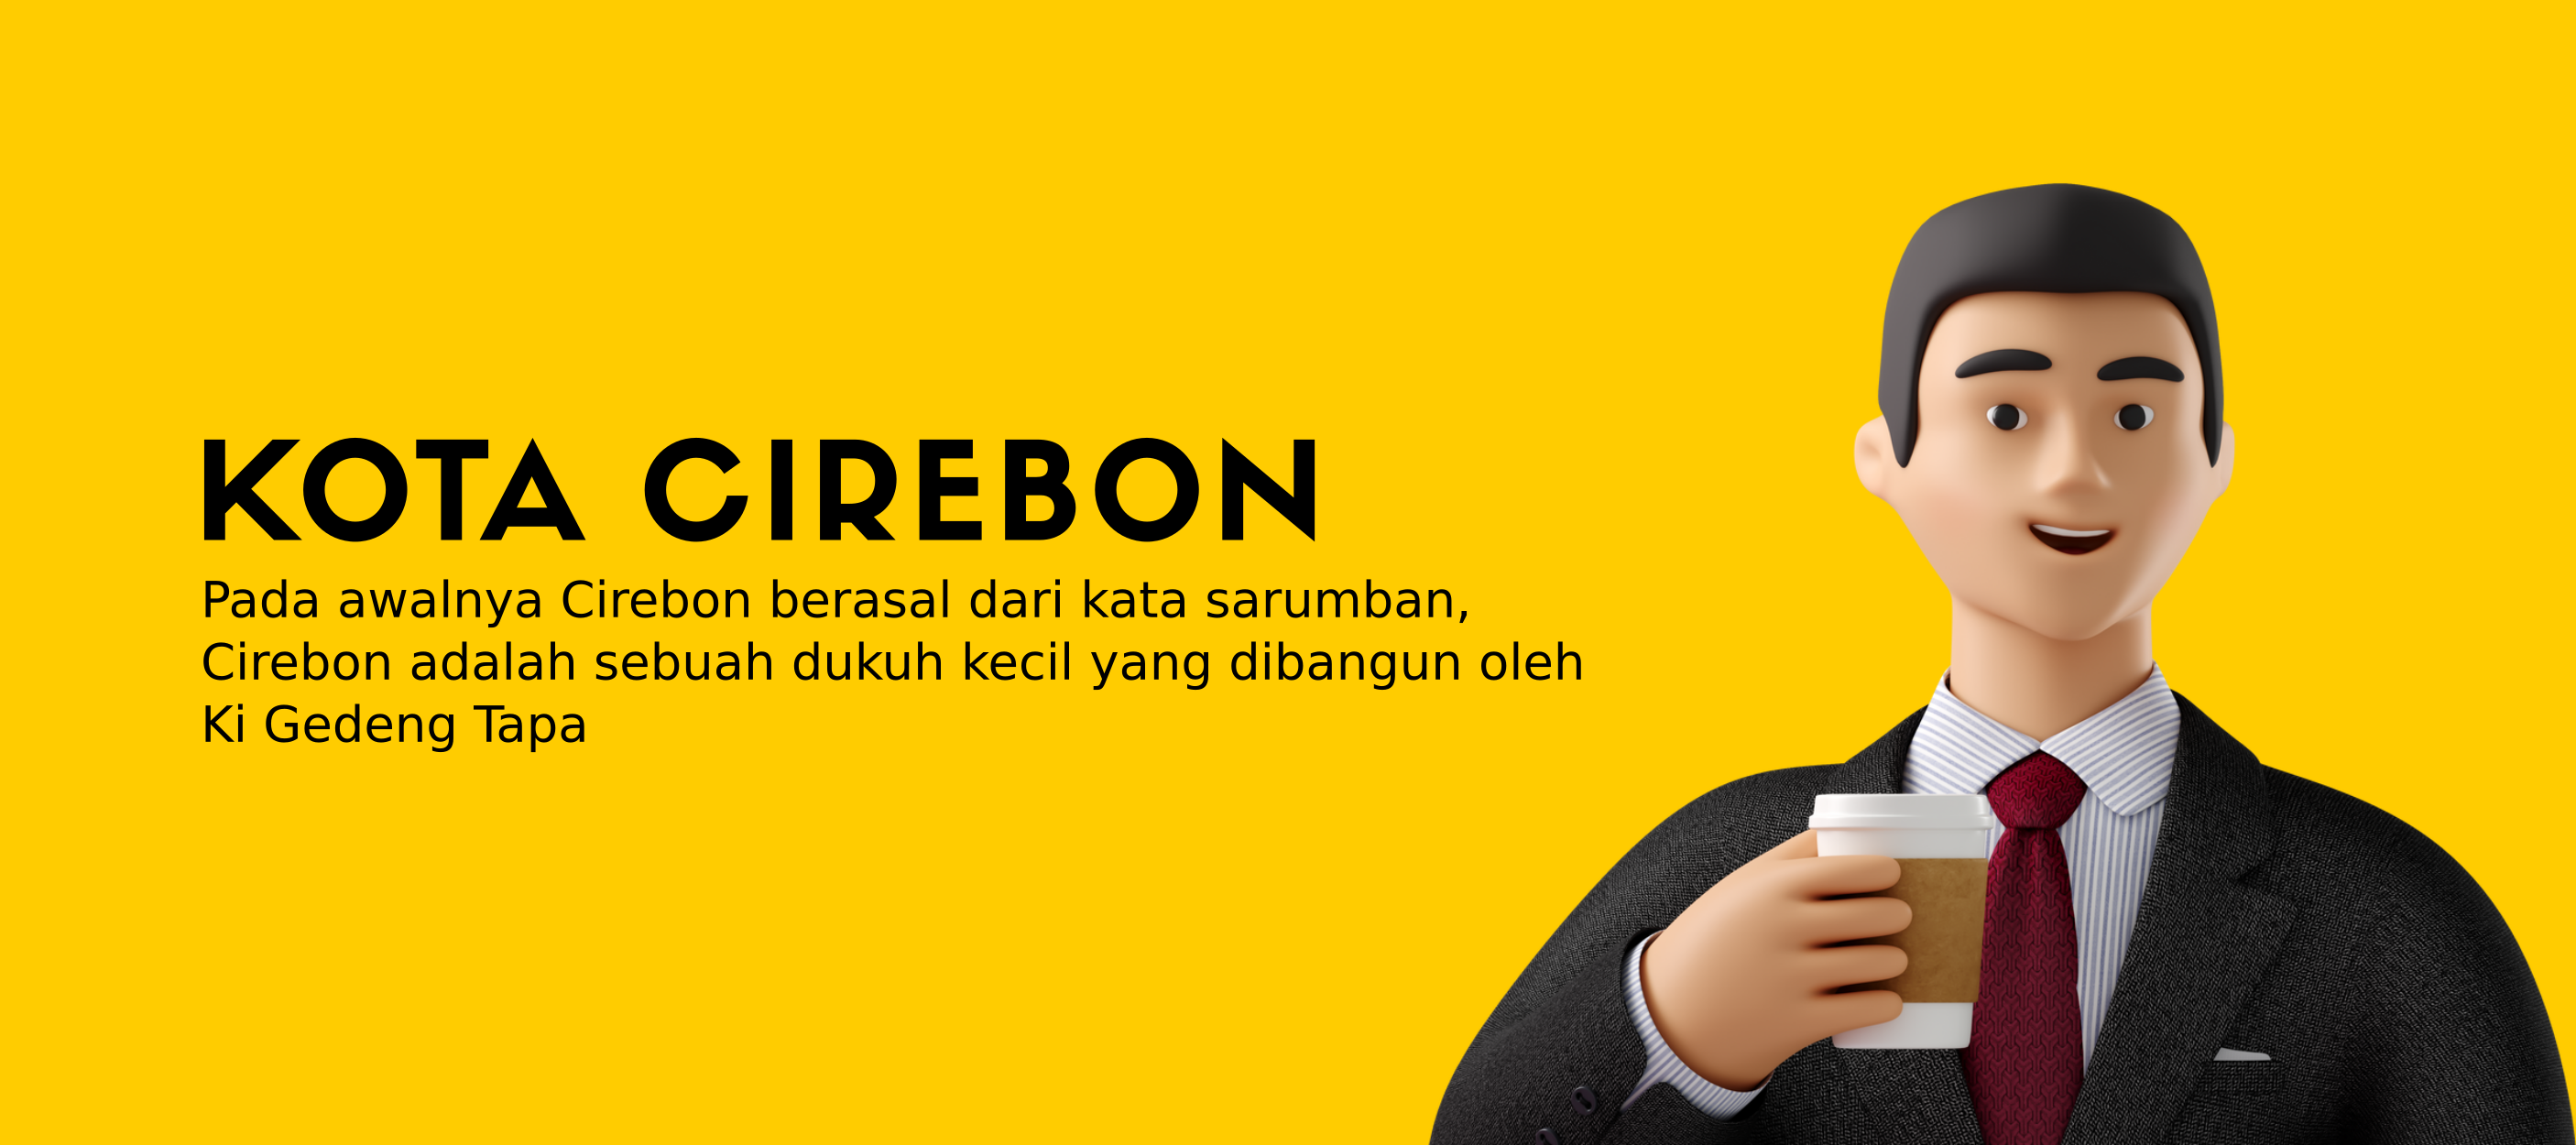 KOTA CIREBON
Pada awalnya Cirebon berasal dari kata sarumban,
Cirebon adalah sebuah dukuh kecil yang dibangun oleh
Ki Gedeng Tapa